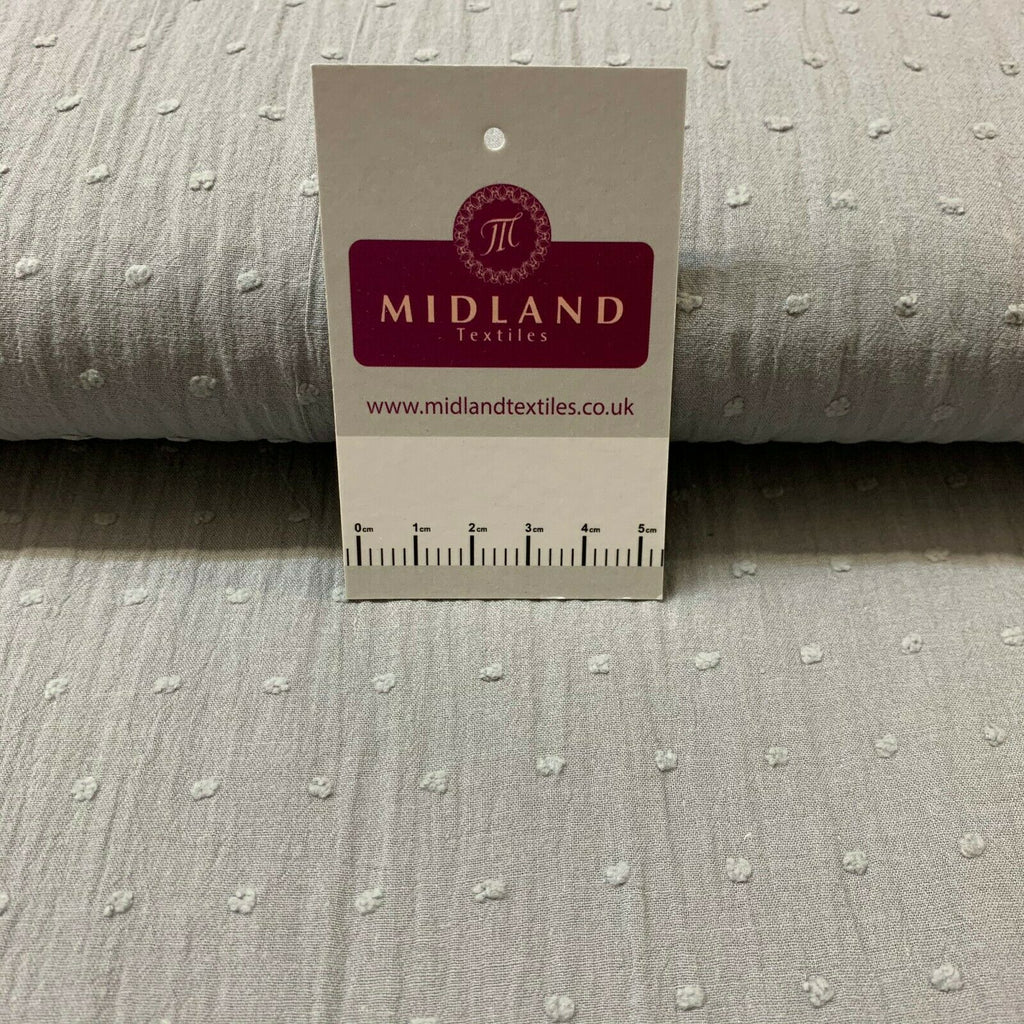 M
MIDLAND
Textiles
www.midlandtextiles.co.uk
0cm 1cm 2cm 3cm 4cm 5cm